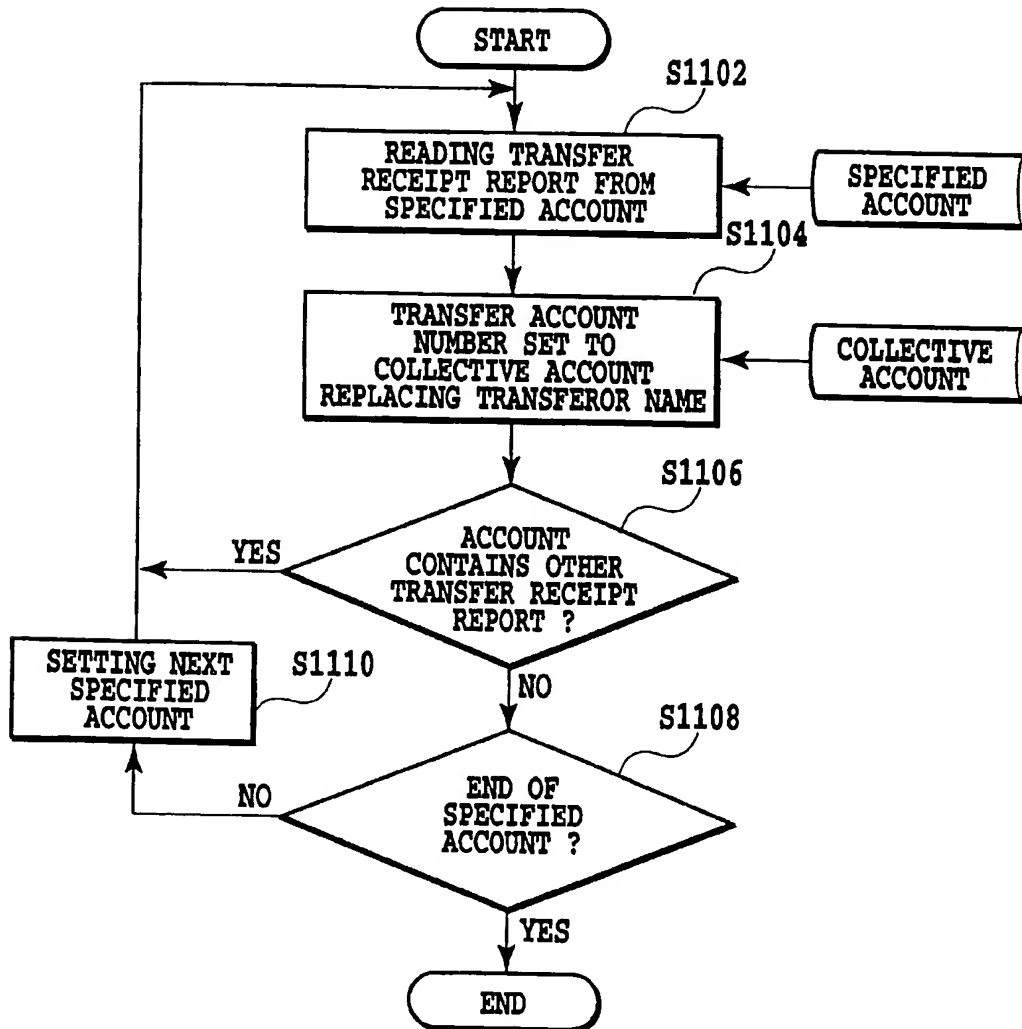 START
S1102
READING TRANSFER
RECEIPT REPORT FROM
SPECIFIED ACCOUNT
SPECIFIED
ACCOUNT
S1104
TRANSFER ACCOUNT
NUMBER SET TO
COLLECTIVE ACCOUNT
REPLACING TRANSFEROR NAME
COLLECTIVE
ACCOUNT
S1106
ACCOUNT
CONTAINS OTHER
TRANSFER RECEIPT
REPORT ?
YES
NO
SETTING NEXT
SPECIFIED
ACCOUNT
S1110
S1108
END OF
SPECIFIED
ACCOUNT ?
NO
YES
END